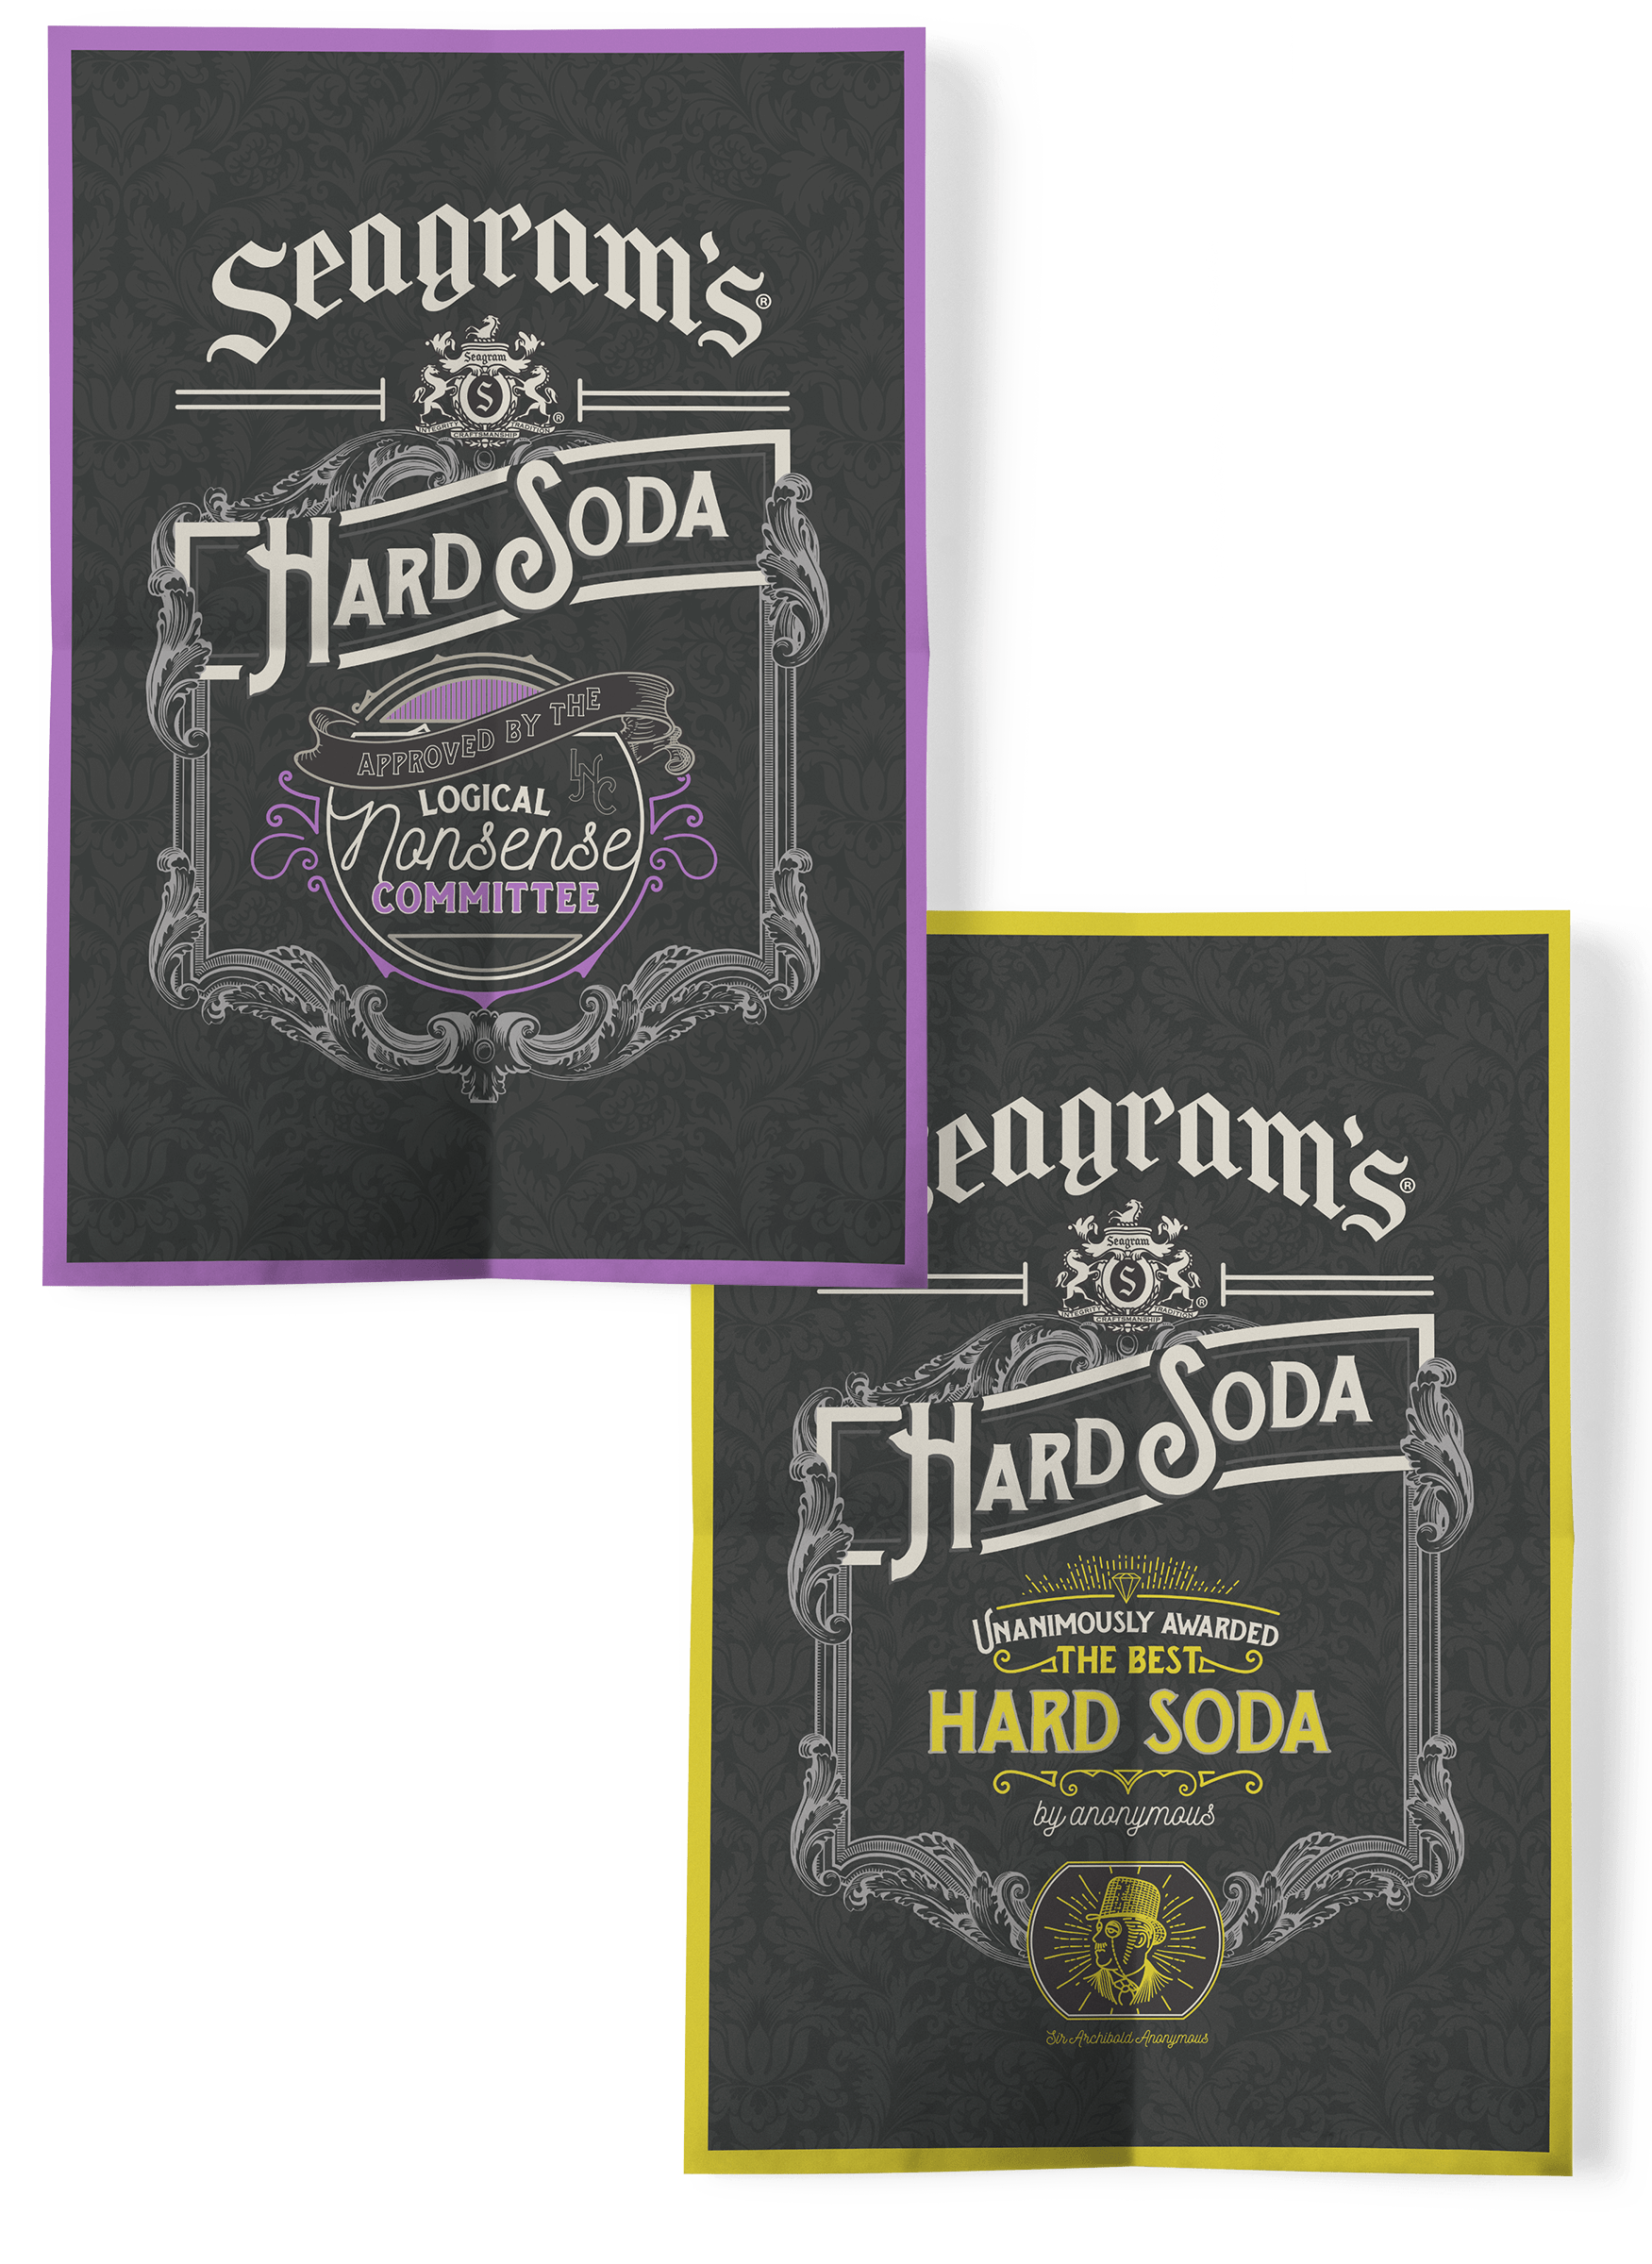 Seagram's®
Seagram
S
®
INTEGRITY CRAFTSMANSHIP TRADITION
HARD SODA
APPROVED BY THE
LNC
LOGICAL
Nonsense
COMMITTEE
eagram's®
Seagram
S
®
INTEGRITY CRAFTSMANSHIP TRADITION
HARD SODA
UNANIMOUSLY AWARDED
THE BEST
HARD SODA
by anonymous
Sir Archibold Anonymous